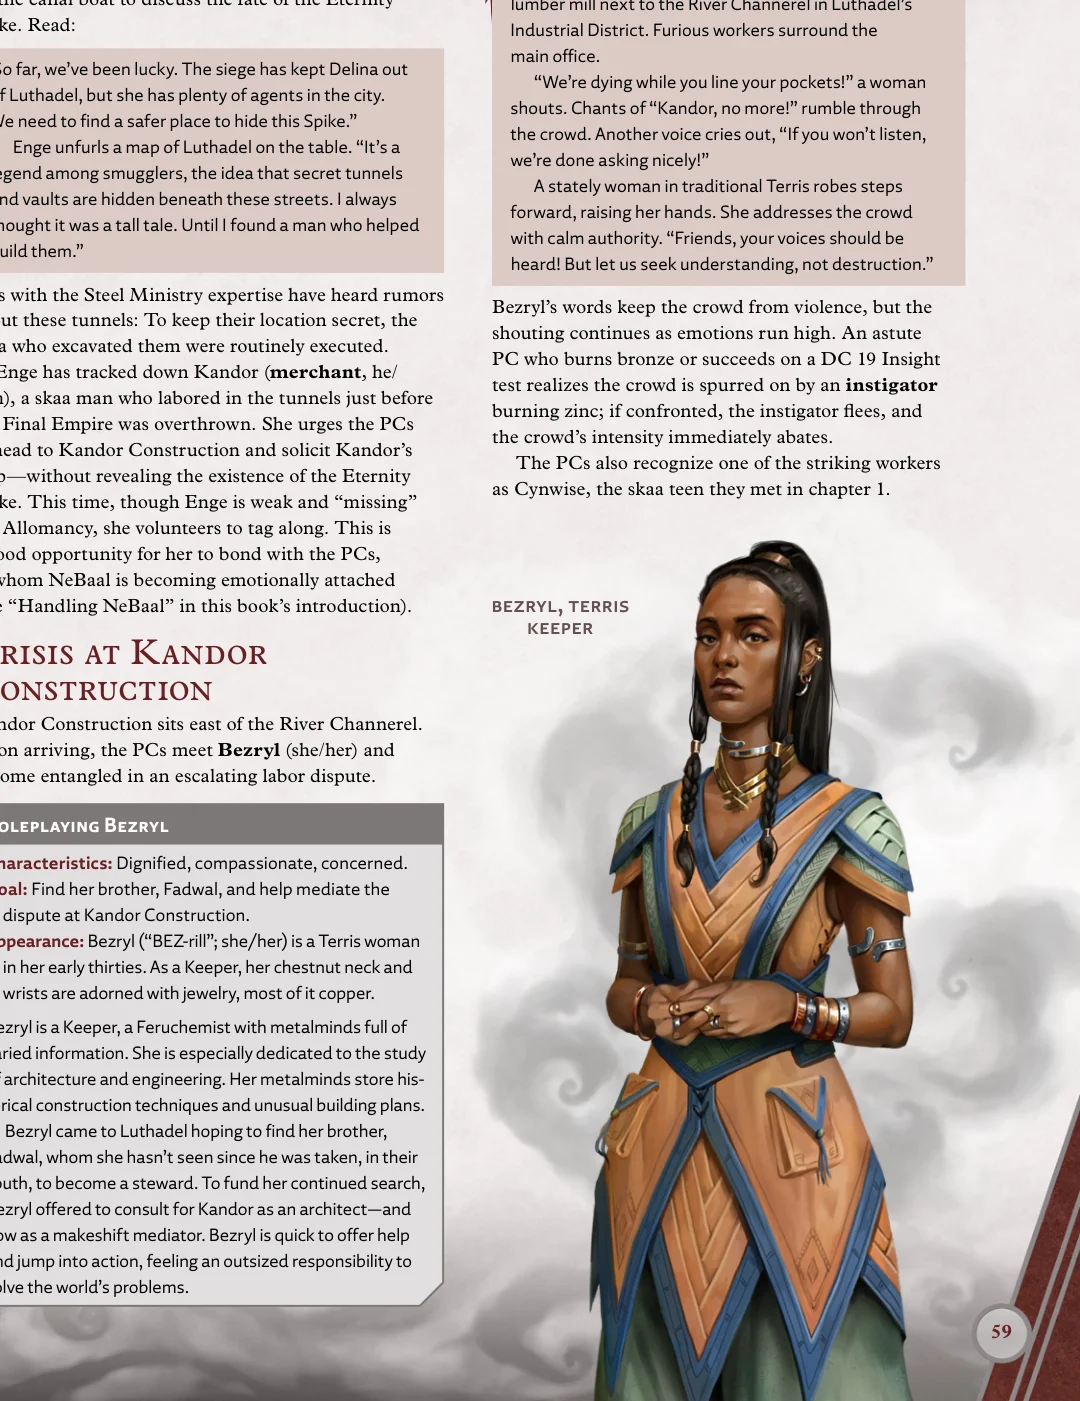 the canal boat to discuss the fate of the Eternity
ke. Read:
So far, we’ve been lucky. The siege has kept Delina out
f Luthadel, but she has plenty of agents in the city.
We need to find a safer place to hide this Spike.”
Enge unfurls a map of Luthadel on the table. “It’s a
egend among smugglers, the idea that secret tunnels
nd vaults are hidden beneath these streets. I always
hought it was a tall tale. Until I found a man who helped
uild them.”
s with the Steel Ministry expertise have heard rumors
out these tunnels: To keep their location secret, the
a who excavated them were routinely executed.
Enge has tracked down Kandor (merchant, he/
m), a skaa man who labored in the tunnels just before
Final Empire was overthrown. She urges the PCs
head to Kandor Construction and solicit Kandor’s
p—without revealing the existence of the Eternity
ke. This time, though Enge is weak and “missing”
Allomancy, she volunteers to tag along. This is
ood opportunity for her to bond with the PCs,
whom NeBaal is becoming emotionally attached
e “Handling NeBaal” in this book’s introduction).
risis at Kandor
onstruction
ndor Construction sits east of the River Channerel.
on arriving, the PCs meet Bezryl (she/her) and
ome entangled in an escalating labor dispute.
oleplaying Bezryl
haracteristics: Dignified, compassionate, concerned.
oal: Find her brother, Fadwal, and help mediate the
dispute at Kandor Construction.
ppearance: Bezryl (“BEZ-rill”; she/her) is a Terris woman
in her early thirties. As a Keeper, her chestnut neck and
wrists are adorned with jewelry, most of it copper.
ezryl is a Keeper, a Feruchemist with metalminds full of
aried information. She is especially dedicated to the study
f architecture and engineering. Her metalminds store his-
rical construction techniques and unusual building plans.
Bezryl came to Luthadel hoping to find her brother,
adwal, whom she hasn’t seen since he was taken, in their
outh, to become a steward. To fund her continued search,
ezryl offered to consult for Kandor as an architect—and
ow as a makeshift mediator. Bezryl is quick to offer help
nd jump into action, feeling an outsized responsibility to
olve the world’s problems.
lumber mill next to the River Channerel in Luthadel’s
Industrial District. Furious workers surround the
main office.
“We’re dying while you line your pockets!” a woman
shouts. Chants of “Kandor, no more!” rumble through
the crowd. Another voice cries out, “If you won’t listen,
we’re done asking nicely!”
A stately woman in traditional Terris robes steps
forward, raising her hands. She addresses the crowd
with calm authority. “Friends, your voices should be
heard! But let us seek understanding, not destruction.”
Bezryl’s words keep the crowd from violence, but the
shouting continues as emotions run high. An astute
PC who burns bronze or succeeds on a DC 19 Insight
test realizes the crowd is spurred on by an instigator
burning zinc; if confronted, the instigator flees, and
the crowd’s intensity immediately abates.
The PCs also recognize one of the striking workers
as Cynwise, the skaa teen they met in chapter 1.
Bezryl, Terris
Keeper
59